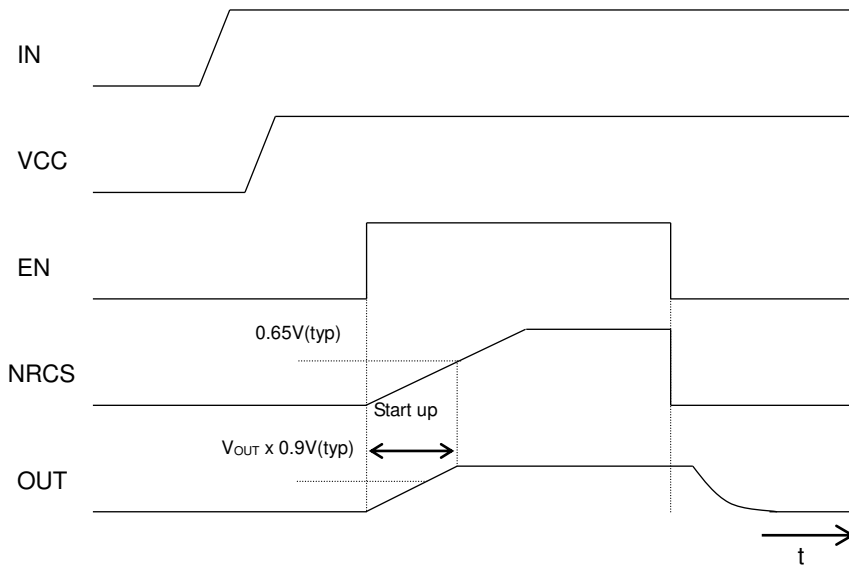 IN
VCC
EN
0.65V(typ)
NRCS
Start up
VOUT x 0.9V(typ)
OUT
t